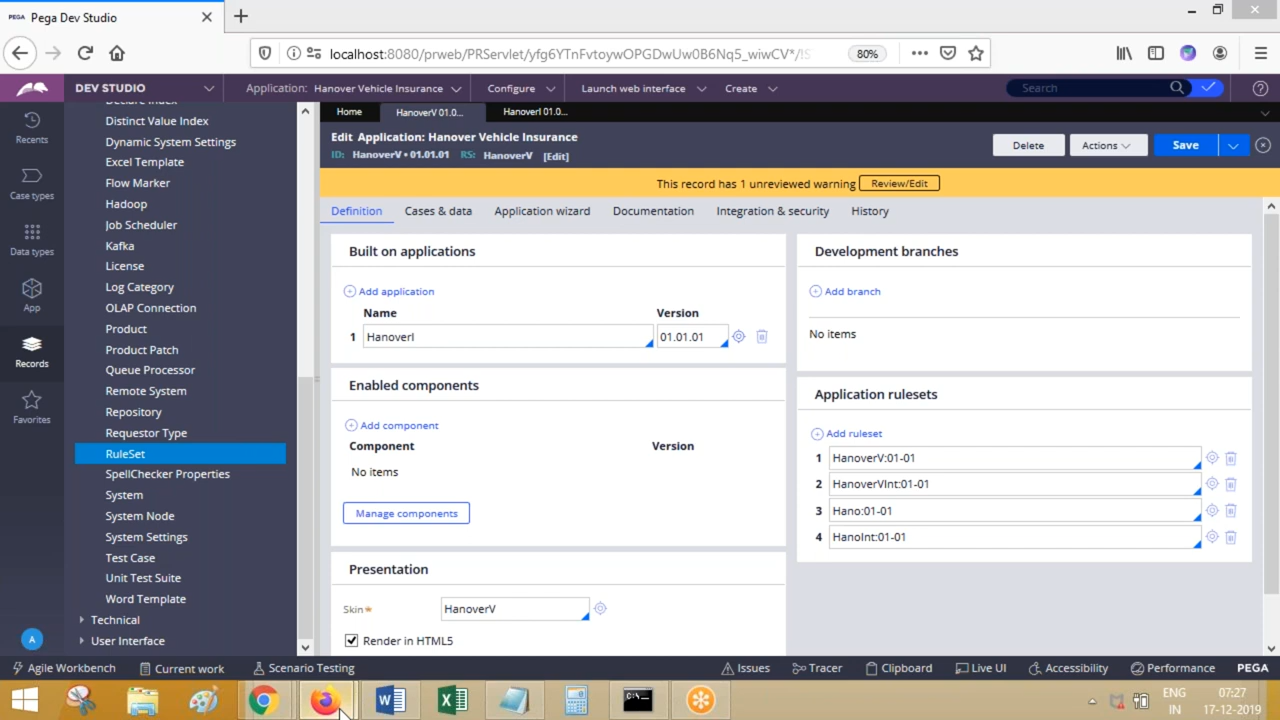 PEGA Pega Dev Studio
localhost:8080/prweb/PRServlet/yfg6YTnFvtoywOPGDwUw0B6Nq5_wiwCV*/!S
80%
DEV STUDIO
Application: Hanover Vehicle Insurance
Configure
Launch web interface
Create
Search
Recents
Case types
Data types
App
Records
Favorites
A
Declare Index
Distinct Value Index
Dynamic System Settings
Excel Template
Flow Marker
Hadoop
Job Scheduler
Kafka
License
Log Category
OLAP Connection
Product
Product Patch
Queue Processor
Remote System
Repository
Requestor Type
RuleSet
SpellChecker Properties
System
System Node
System Settings
Test Case
Unit Test Suite
Word Template
Technical
User Interface
Home
HanoverV 01.0...
HanoverI 01.0...
Edit Application: Hanover Vehicle Insurance
ID: HanoverV • 01.01.01 RS: HanoverV [Edit]
Delete
Actions
Save
This record has 1 unreviewed warning Review/Edit
Definition
Cases & data
Application wizard
Documentation
Integration & security
History
Built on applications
Add application
Name Version
1 HanoverI 01.01.01
Enabled components
Add component
Component Version
No items
Manage components
Presentation
Skin* HanoverV
Render in HTML5
Development branches
Add branch
No items
Application rulesets
Add ruleset
1 HanoverV:01-01
2 HanoverVInt:01-01
3 Hano:01-01
4 HanoInt:01-01
Agile Workbench
Current work
Scenario Testing
Issues
Tracer
Clipboard
Live UI
Accessibility
Performance
PEGA
C:\.
ENG
IN
07:27
17-12-2019